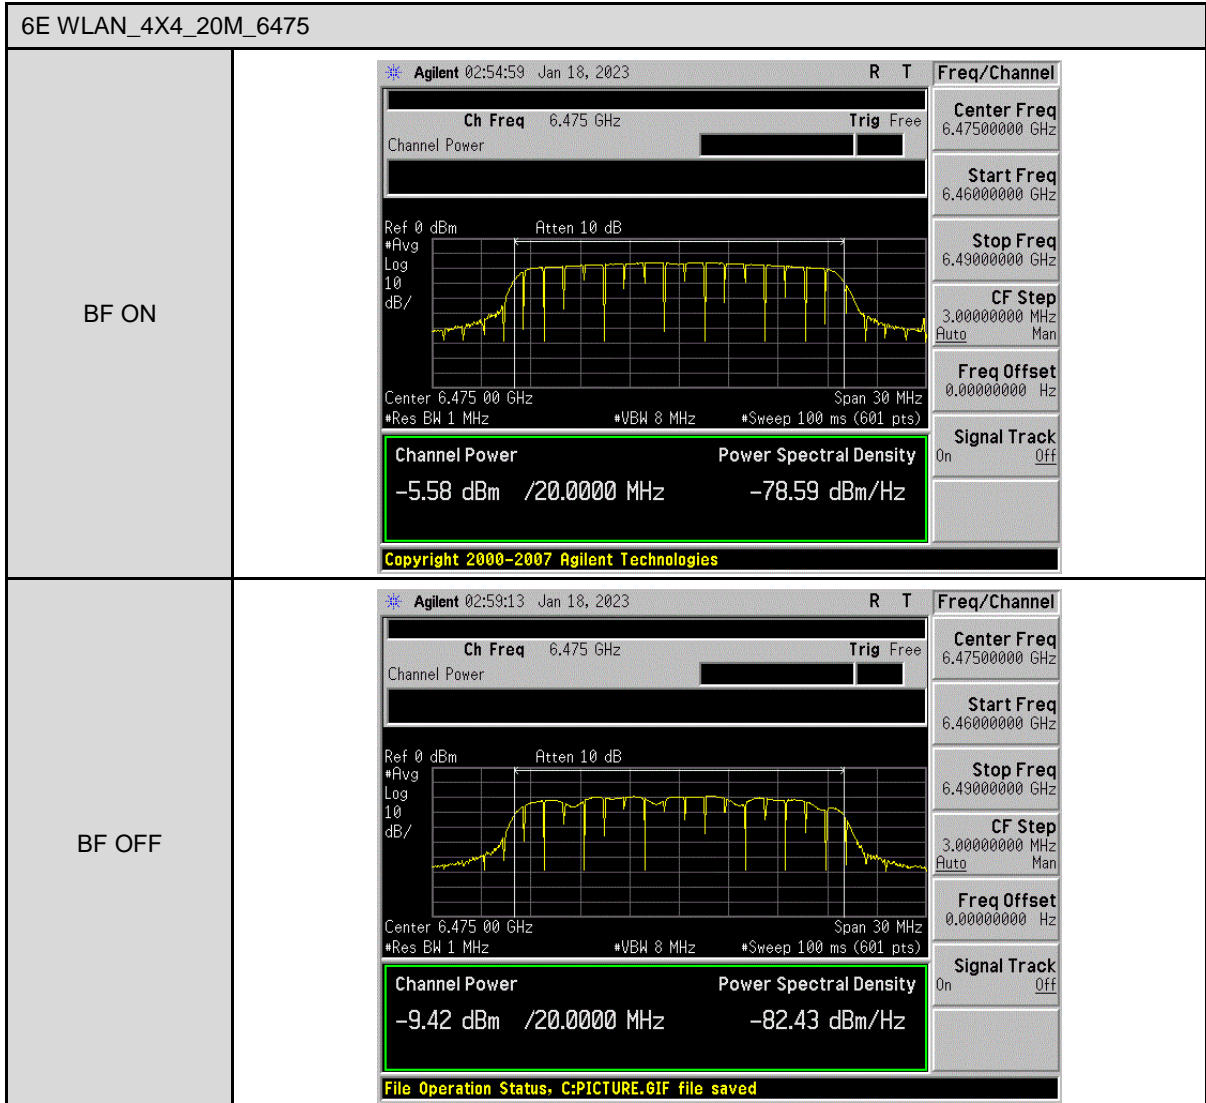 6E WLAN_4X4_20M_6475
BF ON
Agilent 02:54:59 Jan 18, 2023 R T
Ch Freq 6.475 GHz Trig Free
Channel Power
Ref 0 dBm Atten 10 dB
#Avg
Log
10
dB/
Center 6.475 00 GHz Span 30 MHz
#Res BW 1 MHz #VBW 8 MHz #Sweep 100 ms (601 pts)
Channel Power Power Spectral Density
-5.58 dBm /20.0000 MHz -78.59 dBm/Hz
Copyright 2000-2007 Agilent Technologies
Freq/Channel
Center Freq
6.47500000 GHz
Start Freq
6.46000000 GHz
Stop Freq
6.49000000 GHz
CF Step
3.00000000 MHz
Auto Man
Freq Offset
0.00000000 Hz
Signal Track
On Off
BF OFF
Agilent 02:59:13 Jan 18, 2023 R T
Ch Freq 6.475 GHz Trig Free
Channel Power
Ref 0 dBm Atten 10 dB
#Avg
Log
10
dB/
Center 6.475 00 GHz Span 30 MHz
#Res BW 1 MHz #VBW 8 MHz #Sweep 100 ms (601 pts)
Channel Power Power Spectral Density
-9.42 dBm /20.0000 MHz -82.43 dBm/Hz
File Operation Status, C:PICTURE.GIF file saved
Freq/Channel
Center Freq
6.47500000 GHz
Start Freq
6.46000000 GHz
Stop Freq
6.49000000 GHz
CF Step
3.00000000 MHz
Auto Man
Freq Offset
0.00000000 Hz
Signal Track
On Off